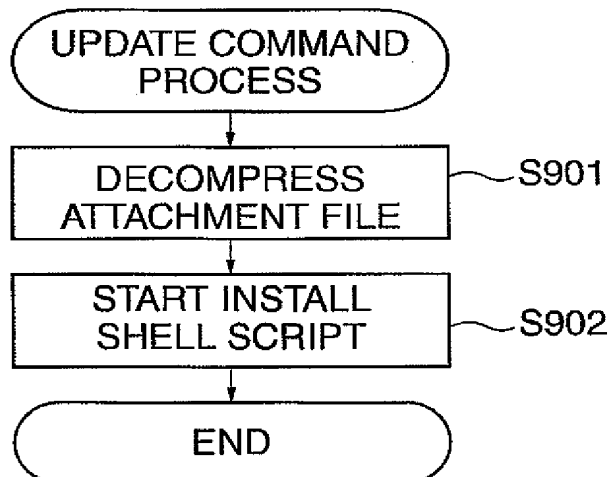 UPDATE COMMAND
PROCESS
DECOMPRESS
ATTACHMENT FILE
S901
START INSTALL
SHELL SCRIPT
S902
END